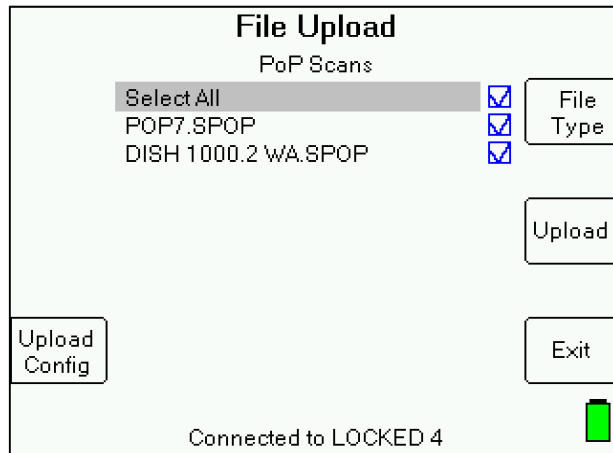 File Upload
PoP Scans
Select All
POP7.SPOP
DISH 1000.2 WA.SPOP
File
Type
Upload
Upload
Config
Exit
Connected to LOCKED 4